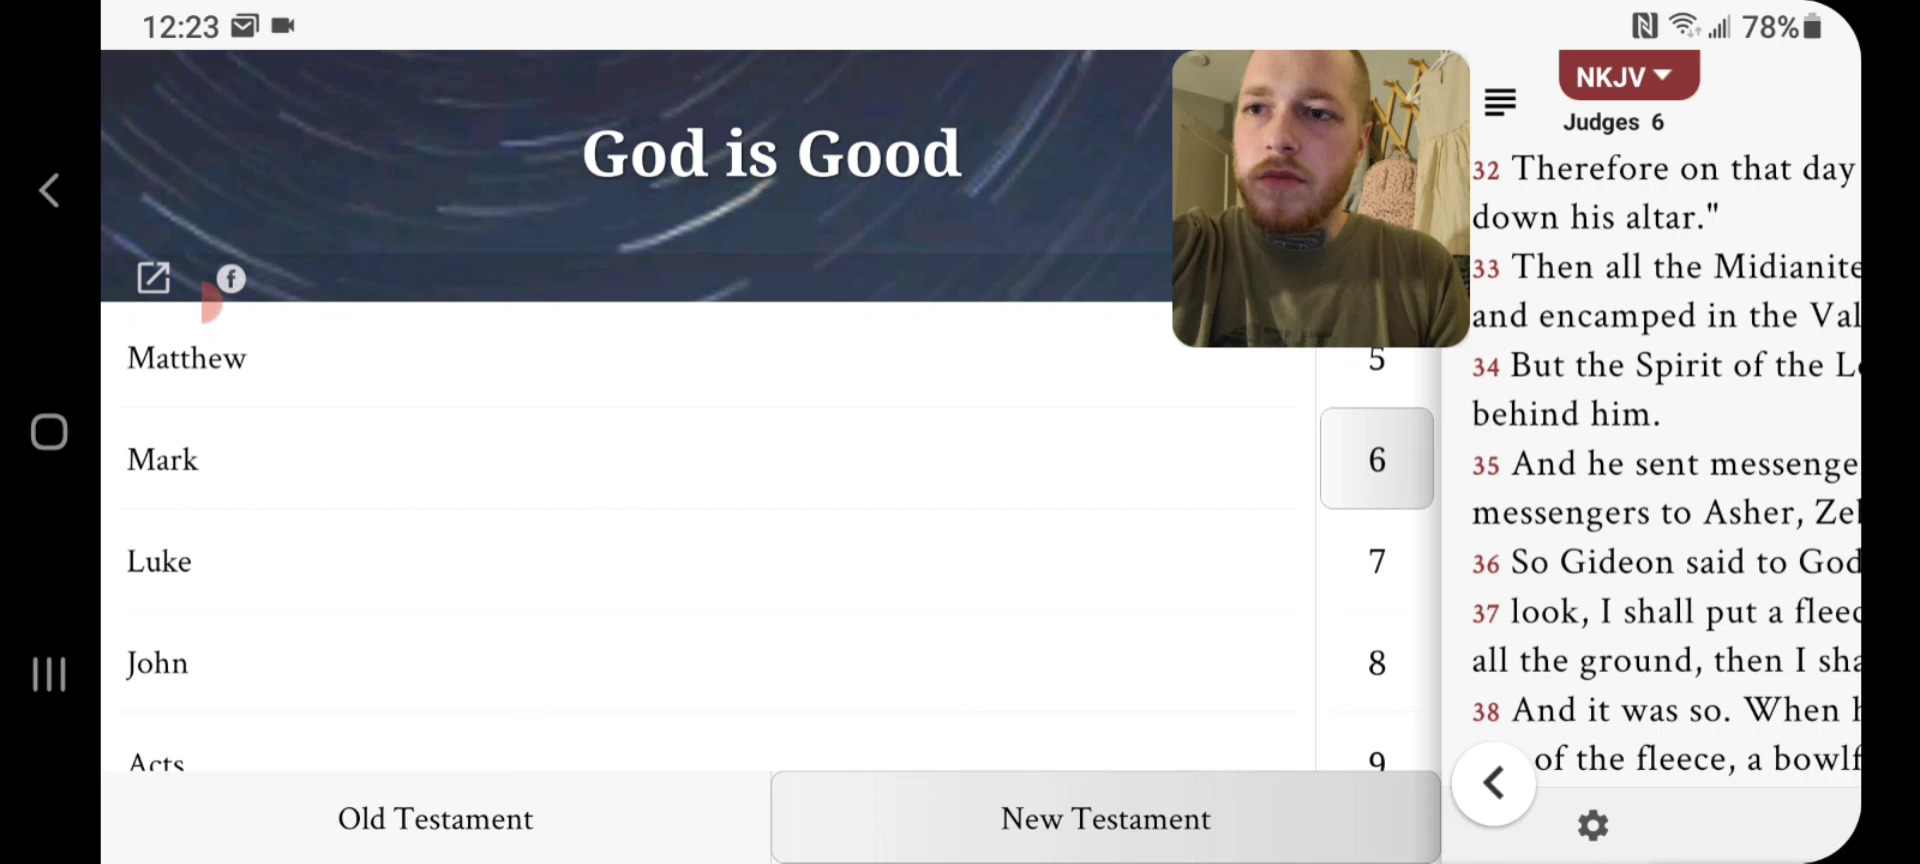 12:23
78%
God is Good
NKJV
Judges 6
32 Therefore on that day
down his altar."
33 Then all the Midianite
and encamped in the Val
34 But the Spirit of the L
behind him.
35 And he sent messenge
messengers to Asher, Ze
36 So Gideon said to God
37 look, I shall put a fleec
all the ground, then I sha
38 And it was so. When h
of the fleece, a bowlf
Matthew
Mark
Luke
John
Acts
5
6
7
8
9
Old Testament
New Testament